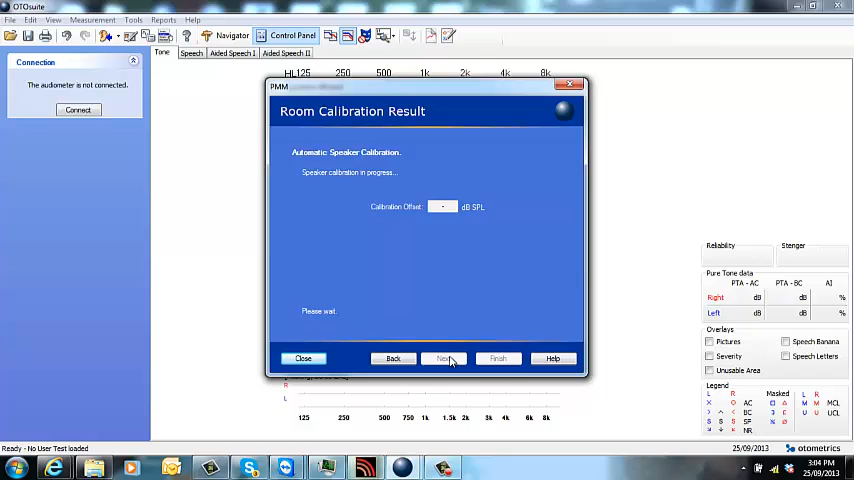 OTOsuite
File Edit View Measurement Tools Reports Help
Navigator Control Panel
Connection
The audiometer is not connected.
Connect
Tone Speech Aided Speech I Aided Speech II
HL 125 250 500 1k 2k 4k 8k
PMM
Room Calibration Result
Automatic Speaker Calibration.
Speaker calibration in progress...
Calibration Offset: - dB SPL
Please wait.
Close Back Next Finish Help
R
L
125 250 500 750 1k 1.5k 2k 3k 4k 6k 8k
Reliability Stenger
Pure Tone data
PTA - AC PTA - BC AI
Right dB dB %
Left dB dB %
Overlays
Pictures Speech Banana
Severity Speech Letters
Unusable Area
Legend
L R Masked L R
AC M M MCL
BC U U UCL
SF
NR
Ready - No User Test loaded
25/09/2013 otometrics
3:04 PM
25/09/2013